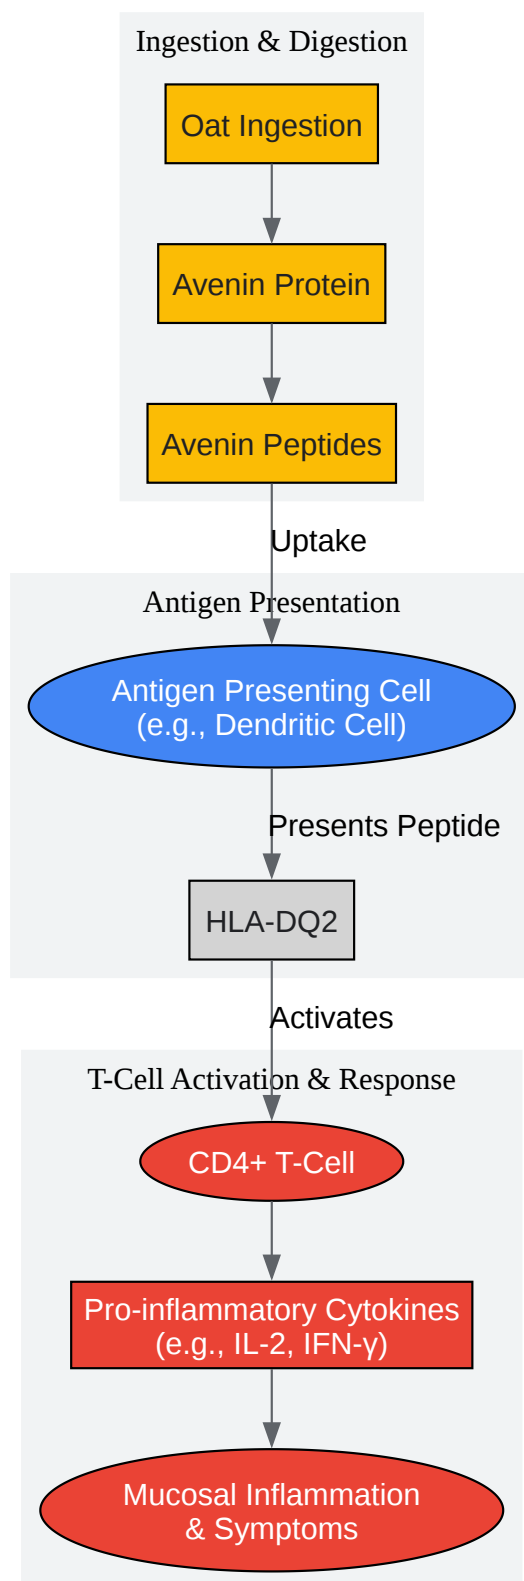 Ingestion & Digestion
Oat Ingestion
Avenin Protein
Avenin Peptides
Uptake
Antigen Presentation
Antigen Presenting Cell
(e.g., Dendritic Cell)
Presents Peptide
HLA-DQ2
Activates
T-Cell Activation & Response
CD4+ T-Cell
Pro-inflammatory Cytokines
(e.g., IL-2, IFN-γ)
Mucosal Inflammation
& Symptoms